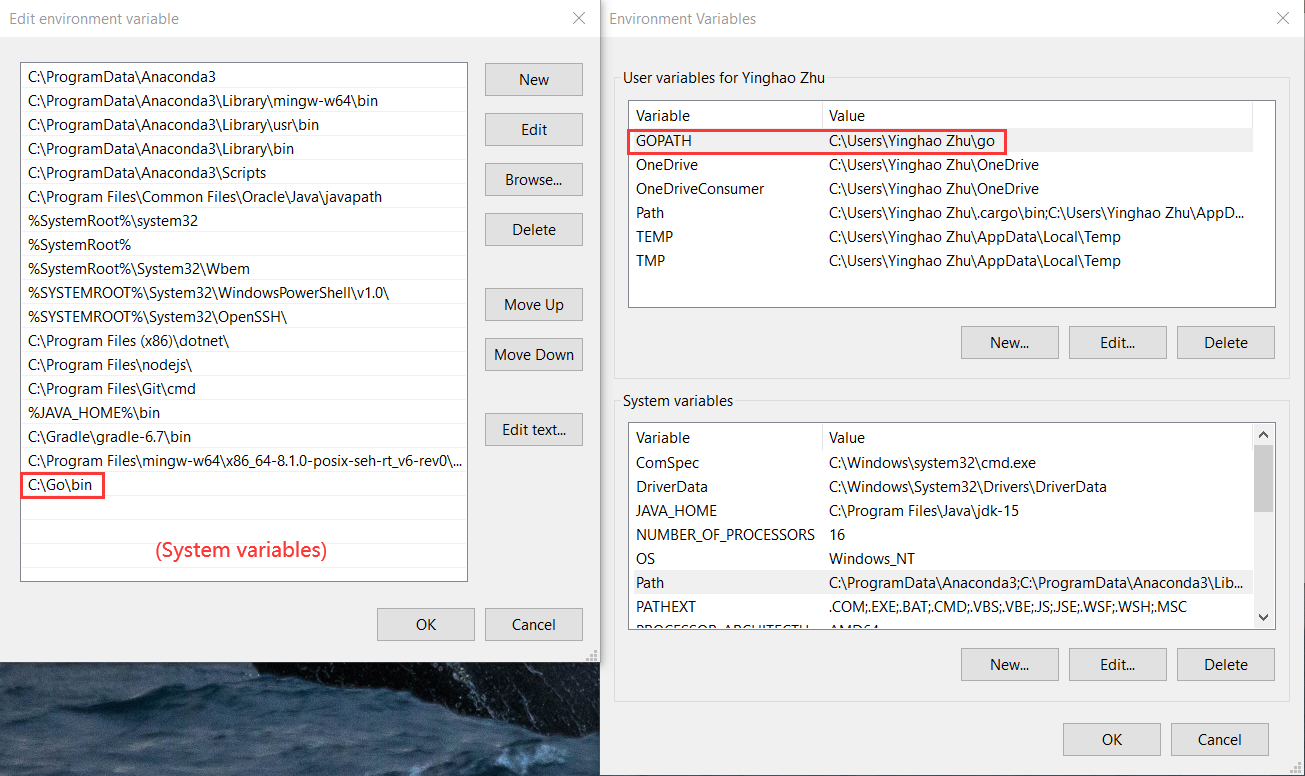 Edit environment variable
C:\ProgramData\Anaconda3
C:\ProgramData\Anaconda3\Library\mingw-w64\bin
C:\ProgramData\Anaconda3\Library\usr\bin
C:\ProgramData\Anaconda3\Library\bin
C:\ProgramData\Anaconda3\Scripts
C:\Program Files\Common Files\Oracle\Java\javapath
%SystemRoot%\system32
%SystemRoot%
%SystemRoot%\System32\Wbem
%SYSTEMROOT%\System32\WindowsPowerShell\v1.0\
%SYSTEMROOT%\System32\OpenSSH\
C:\Program Files (x86)\dotnet\
C:\Program Files\nodejs\
C:\Program Files\Git\cmd
%JAVA_HOME%\bin
C:\Gradle\gradle-6.7\bin
C:\Program Files\mingw-w64\x86_64-8.1.0-posix-seh-rt_v6-rev0\...
C:\Go\bin
(System variables)
New
Edit
Browse...
Delete
Move Up
Move Down
Edit text...
OK Cancel
Environment Variables
User variables for Yinghao Zhu
Variable Value
GOPATH C:\Users\Yinghao Zhu\go
OneDrive C:\Users\Yinghao Zhu\OneDrive
OneDriveConsumer C:\Users\Yinghao Zhu\OneDrive
Path C:\Users\Yinghao Zhu\.cargo\bin;C:\Users\Yinghao Zhu\AppD...
TEMP C:\Users\Yinghao Zhu\AppData\Local\Temp
TMP C:\Users\Yinghao Zhu\AppData\Local\Temp
New... Edit... Delete
System variables
Variable Value
ComSpec C:\Windows\system32\cmd.exe
DriverData C:\Windows\System32\Drivers\DriverData
JAVA_HOME C:\Program Files\Java\jdk-15
NUMBER_OF_PROCESSORS 16
OS Windows_NT
Path C:\ProgramData\Anaconda3;C:\ProgramData\Anaconda3\Lib...
PATHEXT .COM;.EXE;.BAT;.CMD;.VBS;.VBE;.JS;.JSE;.WSF;.WSH;.MSC
New... Edit... Delete
OK Cancel